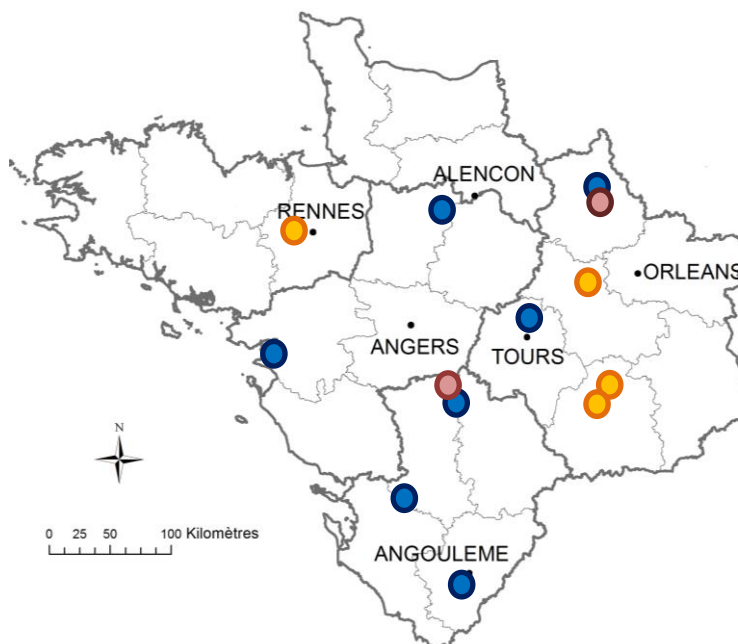 ALENCON
RENNES
ORLEANS
ANGERS
TOURS
N
0 25 50 100 Kilomètres
ANGOULEME